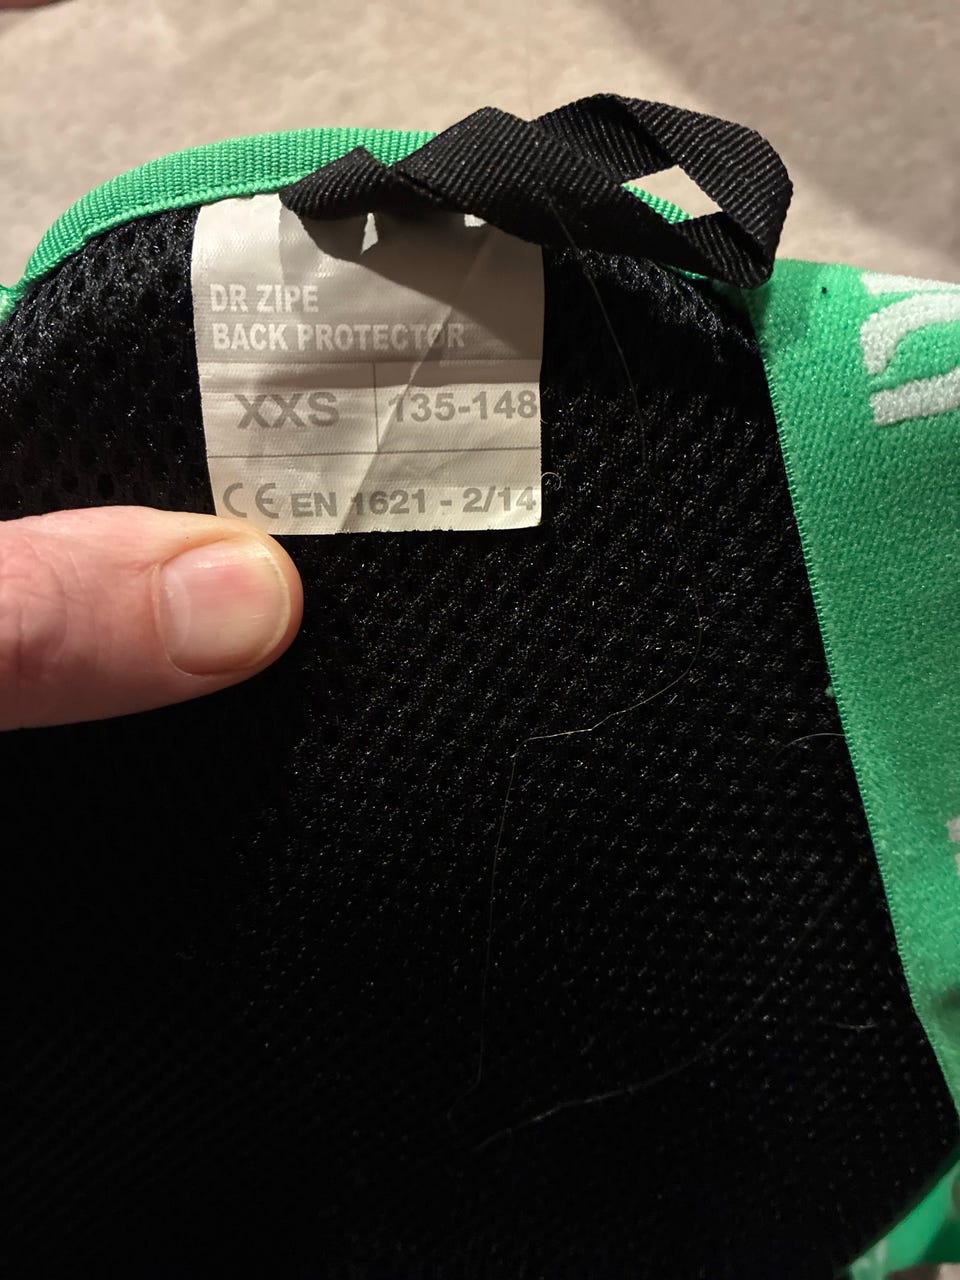 DR ZIPE
BACK PROTECTOR
XXS 135-148
CE EN 1621 - 2/14